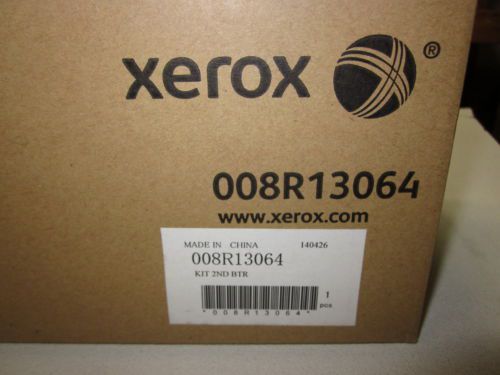 xerox ®
008R13064
www.xerox.com
MADE IN CHINA 140426
008R13064
KIT 2ND BTR
1
pcs
*008R13064*